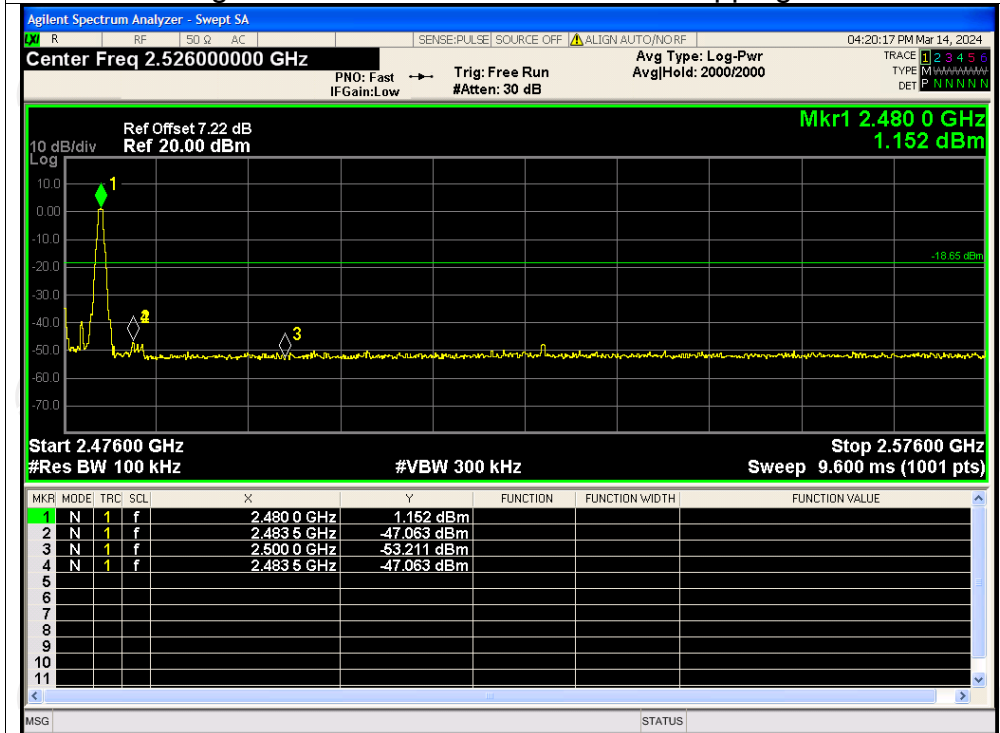 Agilent Spectrum Analyzer - Swept SA
LXI R RF 50 Ω AC SENSE:PULSE SOURCE OFF ALIGN AUTO/NO RF 04:20:17 PM Mar 14, 2024
Center Freq 2.526000000 GHz
PNO: Fast
IFGain:Low
Trig: Free Run
#Atten: 30 dB
Avg Type: Log-Pwr
Avg|Hold: 2000/2000
TRACE 1 2 3 4 5 6
TYPE M
DET P N N N N N
Mkr1 2.480 0 GHz
1.152 dBm
Ref Offset 7.22 dB
10 dB/div Ref 20.00 dBm
Log
10.0
0.00
-10.0
-20.0
-30.0
-40.0
-50.0
-60.0
-70.0
1
2
3
-18.65 dBm
Start 2.47600 GHz Stop 2.57600 GHz
#Res BW 100 kHz #VBW 300 kHz Sweep 9.600 ms (1001 pts)
MKR MODE TRC SCL X Y FUNCTION FUNCTION WIDTH FUNCTION VALUE
1 N 1 f 2.480 0 GHz 1.152 dBm
2 N 1 f 2.483 5 GHz -47.063 dBm
3 N 1 f 2.500 0 GHz -53.211 dBm
4 N 1 f 2.483 5 GHz -47.063 dBm
5
6
7
8
9
10
11
MSG STATUS